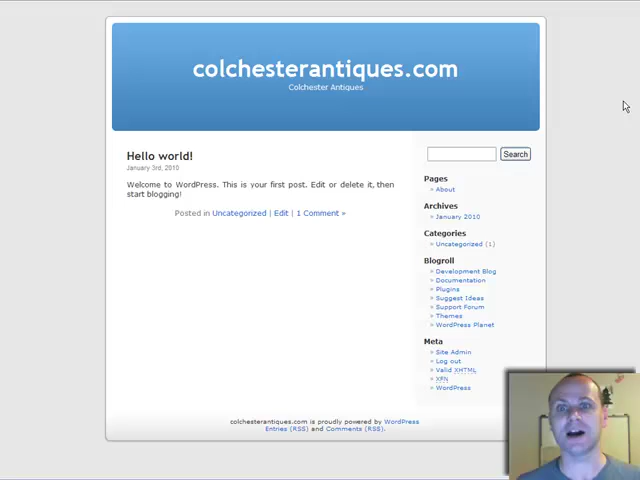 colchesterantiques.com
Colchester Antiques
Hello world!
January 3rd, 2010
Welcome to WordPress. This is your first post. Edit or delete it, then
start blogging!
Posted in Uncategorized | Edit | 1 Comment »
Search
Pages
» About
Archives
» January 2010
Categories
» Uncategorized (1)
Blogroll
» Development Blog
» Documentation
» Plugins
» Suggest Ideas
» Support Forum
» Themes
» WordPress Planet
Meta
» Site Admin
» Log out
» Valid XHTML
» XFN
» WordPress
colchesterantiques.com is proudly powered by WordPress
Entries (RSS) and Comments (RSS).